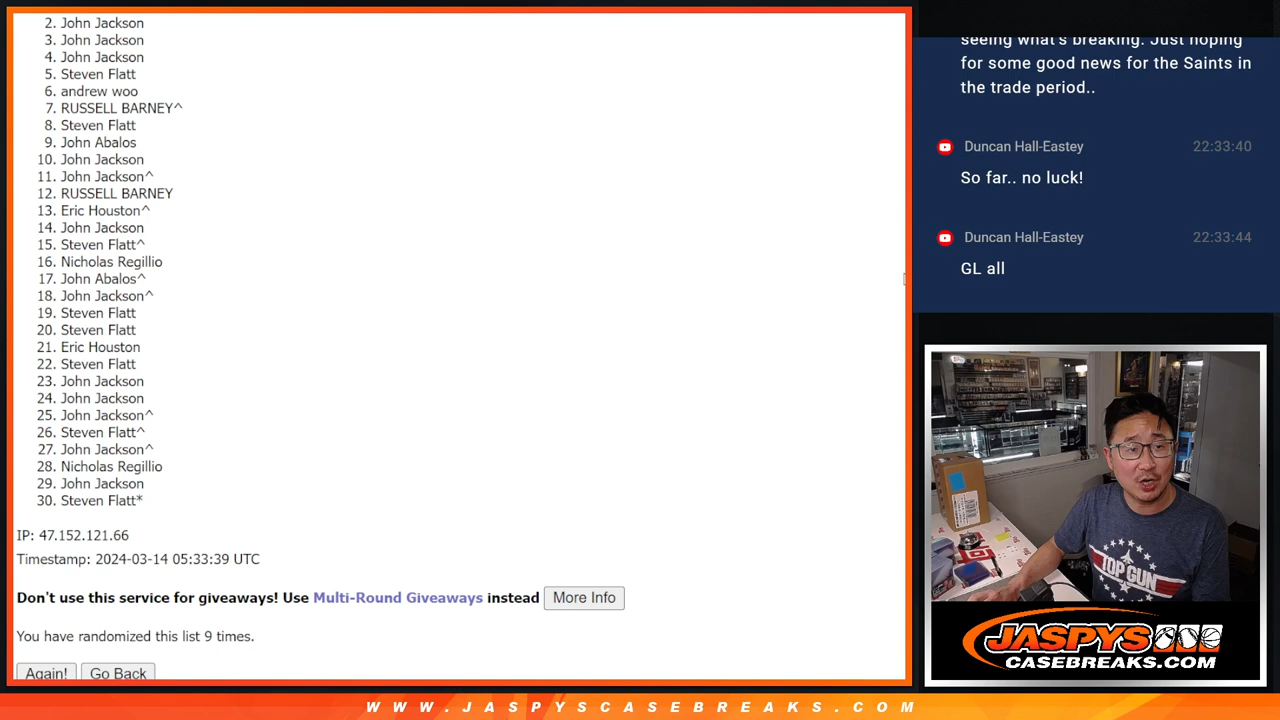 2. John Jackson
3. John Jackson
4. John Jackson
5. Steven Flatt
6. andrew woo
7. RUSSELL BARNEY^
8. Steven Flatt
9. John Abalos
10. John Jackson
11. John Jackson^
12. RUSSELL BARNEY
13. Eric Houston^
14. John Jackson
15. Steven Flatt^
16. Nicholas Regillio
17. John Abalos^
18. John Jackson^
19. Steven Flatt
20. Steven Flatt
21. Eric Houston
22. Steven Flatt
23. John Jackson
24. John Jackson
25. John Jackson^
26. Steven Flatt^
27. John Jackson^
28. Nicholas Regillio
29. John Jackson
30. Steven Flatt*
IP: 47.152.121.66
Timestamp: 2024-03-14 05:33:39 UTC
Don't use this service for giveaways! Use Multi-Round Giveaways instead More Info
You have randomized this list 9 times.
Again! Go Back
seeing what's breaking. Just hoping
for some good news for the Saints in
the trade period..
Duncan Hall-Eastey 22:33:40
So far.. no luck!
Duncan Hall-Eastey 22:33:44
GL all
TOP GUN
JASPYS
CASEBREAKS.COM
WWW.JASPYSCASEBREAKS.COM